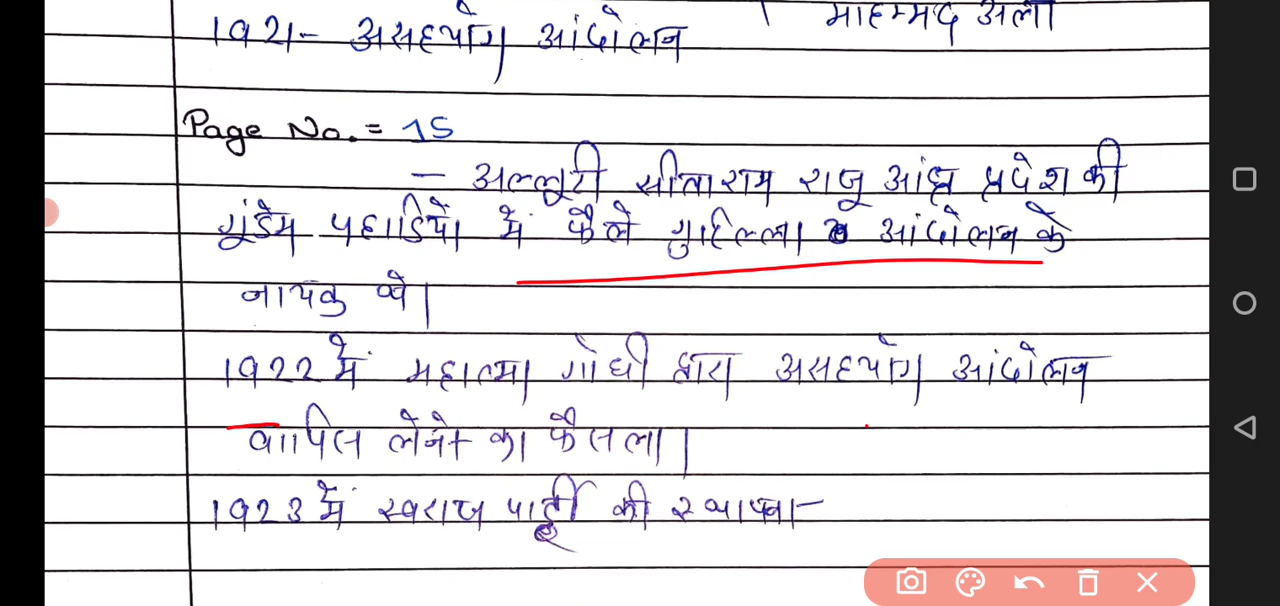 माहम्मद अली
1921- असहयोग आंदोलन
Page No. = 15
- अल्लूरी सीताराम राजू आंध्र प्रदेश की
गुंडेम पहाडियों में फैले गुहिल्ला आंदोलन के
नायक थे।
1922 में महात्मा गांधी द्वारा असहयोग आंदोलन
वापिस लेने का फैसला।
1923 में स्वराज पार्टी की स्थापना-